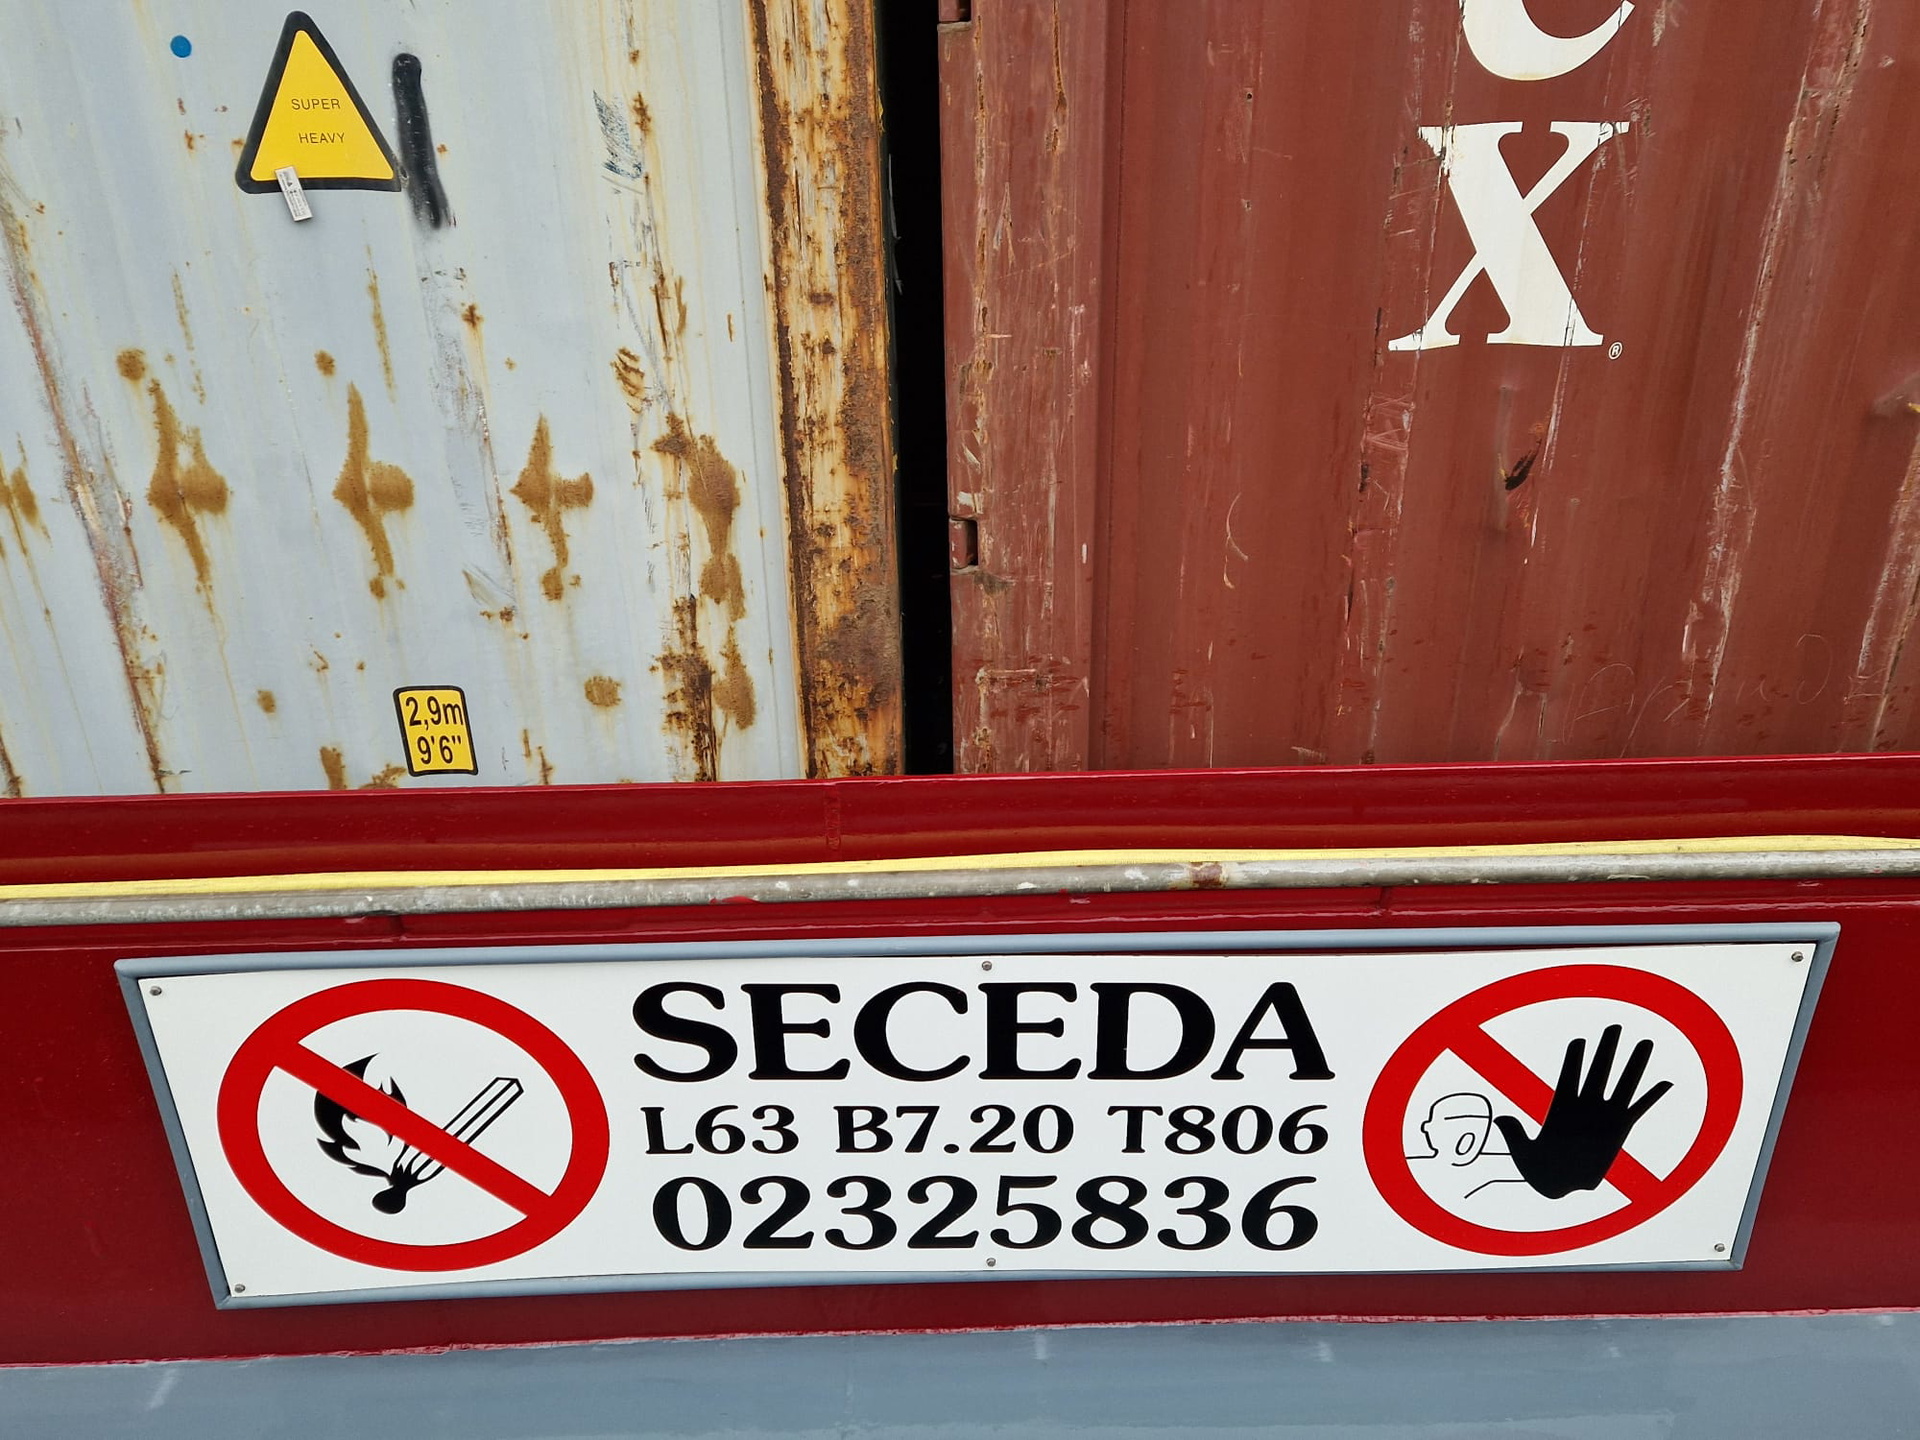 SUPER
HEAVY
X
®
2,9m
9'6"
SECEDA
L63 B7.20 T806
02325836